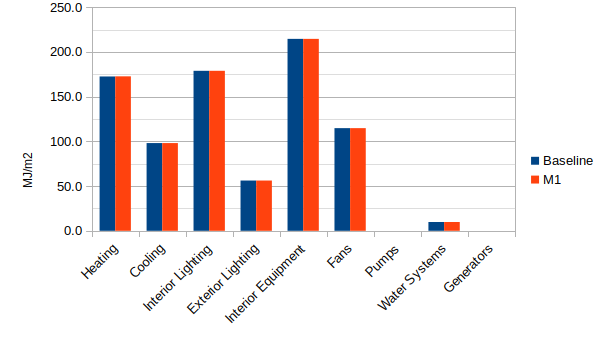 250.0
200.0
150.0
100.0
50.0
0.0
MJ/m2
Heating
Cooling
Interior Lighting
Exterior Lighting
Interior Equipment
Fans
Pumps
Water Systems
Generators
Baseline
M1